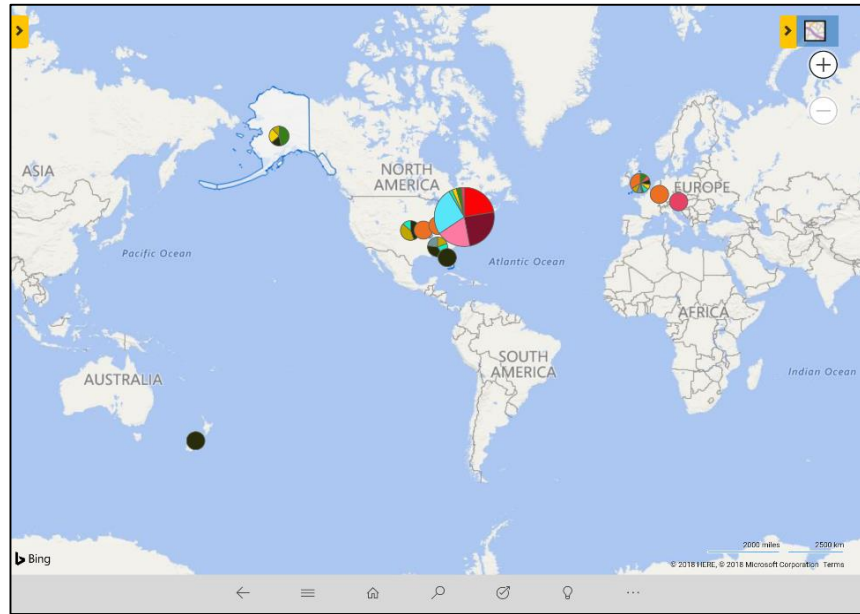 ASIA
NORTH
AMERICA
EUROPE
Pacific Ocean
Atlantic Ocean
AFRICA
SOUTH
AMERICA
AUSTRALIA
Indian Ocean
Bing
2000 miles 2500 km
© 2018 HERE, © 2018 Microsoft Corporation Terms